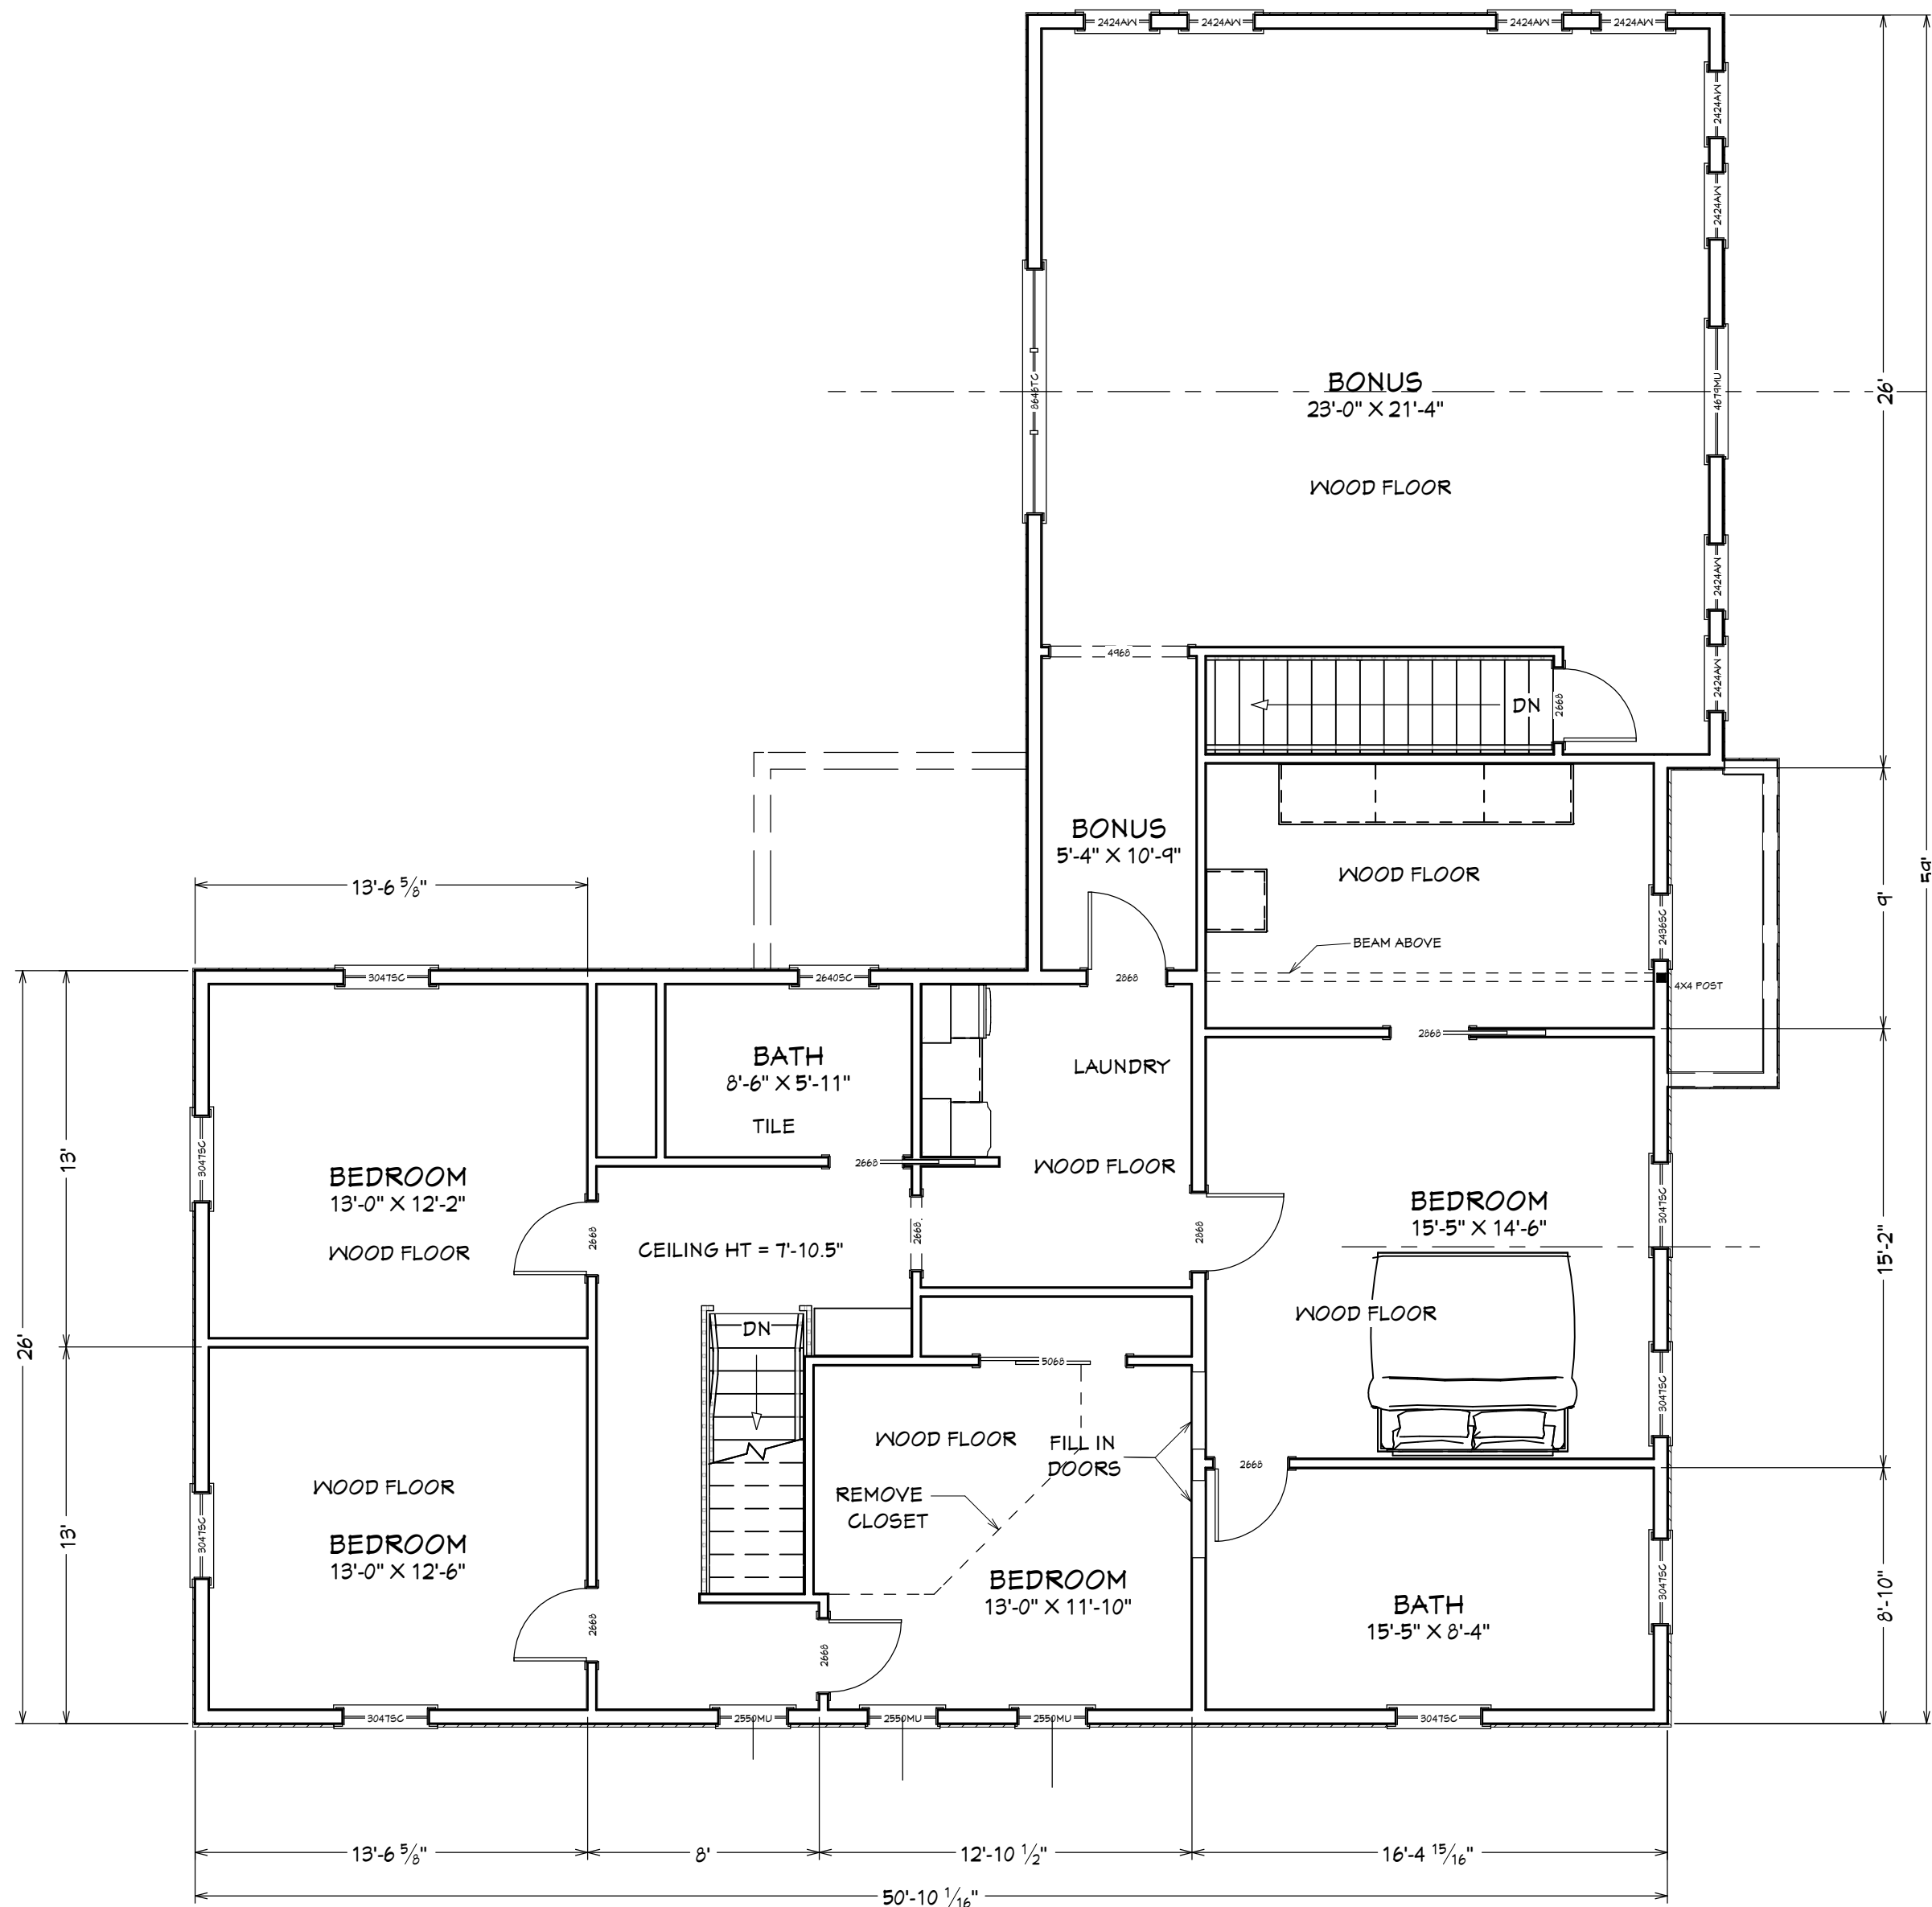 2424AW 2424AW 2424AW 2424AW
2424AW
2424AW
8646TC
BONUS
23'-0" X 21'-4"
4679MU
26'
59'
WOOD FLOOR
2424AW
2424AW
4968
DN
2668
BONUS
5'-4" X 10'-9"
WOOD FLOOR
9'
13'-6 5/8"
2436SC
BEAM ABOVE
4X4 POST
3047SC
2640SC
2868
2868
BATH
8'-6" X 5'-11"
TILE
LAUNDRY
WOOD FLOOR
2668
3047SC
13'
BEDROOM
13'-0" X 12'-2"
WOOD FLOOR
2668
CEILING HT = 7'-10.5"
2668
2868
BEDROOM
15'-5" X 14'-6"
3047SC
15'-2"
WOOD FLOOR
26'
DN
5068
3047SC
WOOD FLOOR
FILL IN
DOORS
2668
REMOVE
CLOSET
WOOD FLOOR
BEDROOM
13'-0" X 12'-6"
3047SC
13'
BEDROOM
13'-0" X 11'-10"
BATH
15'-5" X 8'-4"
3047SC
8'-10"
2668
2668
3047SC
2550MU
2550MU
2550MU
3047SC
13'-6 5/8"
8'
12'-10 1/2"
16'-4 15/16"
50'-10 1/16"